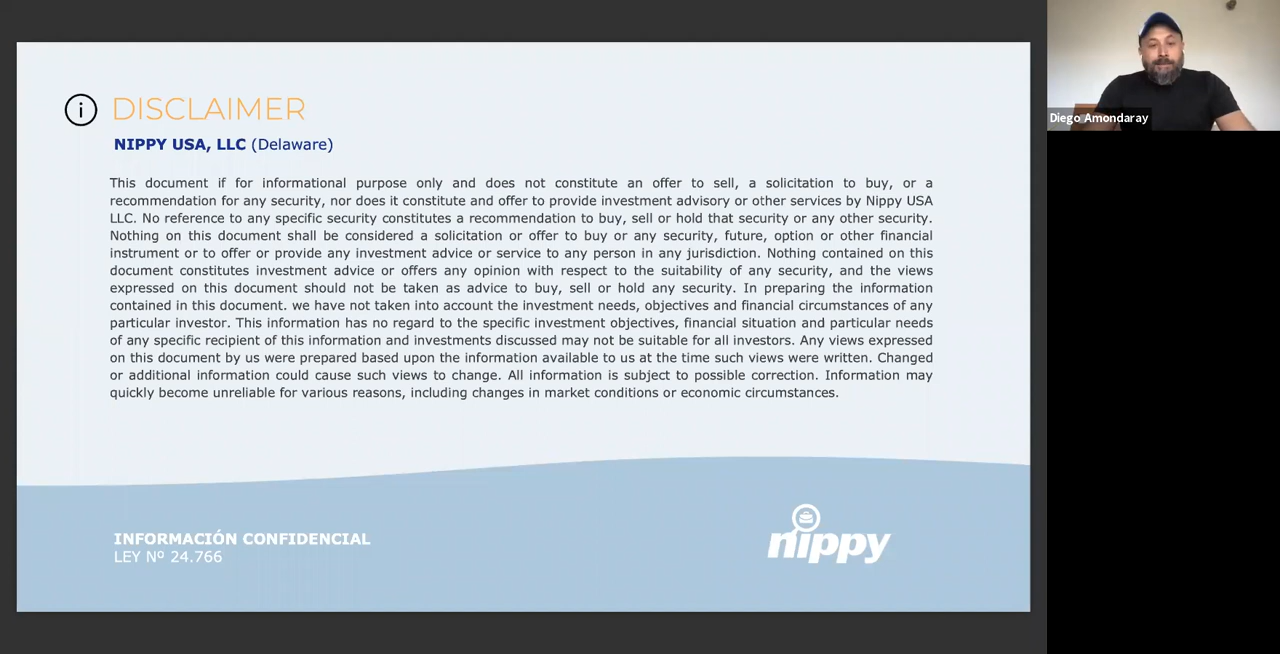 DISCLAIMER
NIPPY USA, LLC (Delaware)
This document if for informational purpose only and does not constitute an offer to sell, a solicitation to buy, or a
recommendation for any security, nor does it constitute and offer to provide investment advisory or other services by Nippy USA
LLC. No reference to any specific security constitutes a recommendation to buy, sell or hold that security or any other security.
Nothing on this document shall be considered a solicitation or offer to buy or any security, future, option or other financial
instrument or to offer or provide any investment advice or service to any person in any jurisdiction. Nothing contained on this
document constitutes investment advice or offers any opinion with respect to the suitability of any security, and the views
expressed on this document should not be taken as advice to buy, sell or hold any security. In preparing the information
contained in this document. we have not taken into account the investment needs, objectives and financial circumstances of any
particular investor. This information has no regard to the specific investment objectives, financial situation and particular needs
of any specific recipient of this information and investments discussed may not be suitable for all investors. Any views expressed
on this document by us were prepared based upon the information available to us at the time such views were written. Changed
or additional information could cause such views to change. All information is subject to possible correction. Information may
quickly become unreliable for various reasons, including changes in market conditions or economic circumstances.
INFORMACIÓN CONFIDENCIAL
LEY Nº 24.766
nippy
Diego Amondaray